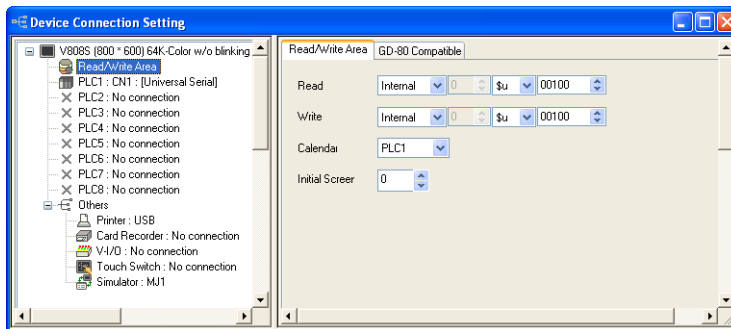 Device Connection Setting
V808S (800 * 600) 64K-Color w/o blinking
Read/Write Area
PLC1 : CN1 : [Universal Serial]
PLC2 : No connection
PLC3 : No connection
PLC4 : No connection
PLC5 : No connection
PLC6 : No connection
PLC7 : No connection
PLC8 : No connection
Others
Printer : USB
Card Recorder : No connection
V-I/O : No connection
Touch Switch : No connection
Simulator : MJ1
Read/Write Area GD-80 Compatible
Read Internal 0 $u 00100
Write Internal 0 $u 00100
Calendar PLC1
Initial Screer 0